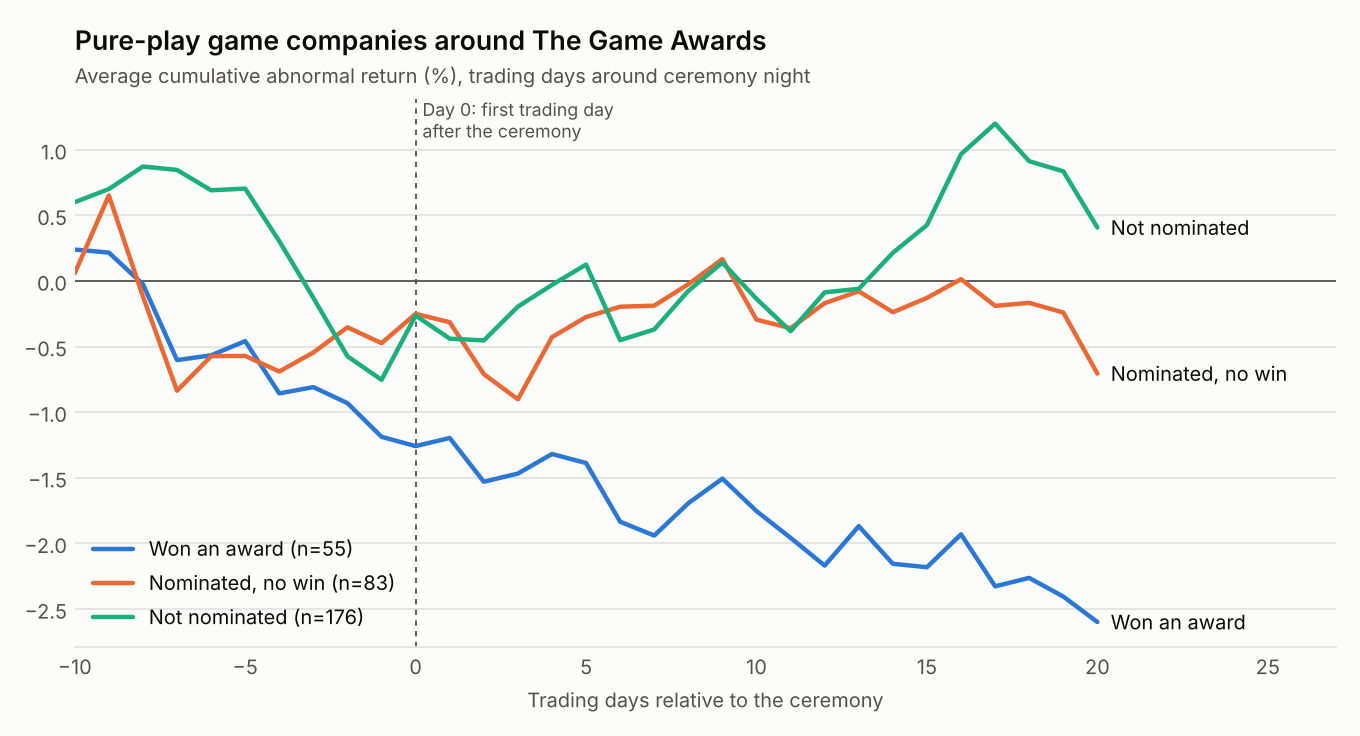 Pure-play game companies around The Game Awards
Average cumulative abnormal return (%), trading days around ceremony night
Day 0: first trading day
after the ceremony
1.0
0.5
0.0
−0.5
−1.0
−1.5
−2.0
−2.5
Not nominated
Nominated, no win
Won an award
Won an award (n=55)
Nominated, no win (n=83)
Not nominated (n=176)
−10 −5 0 5 10 15 20 25
Trading days relative to the ceremony